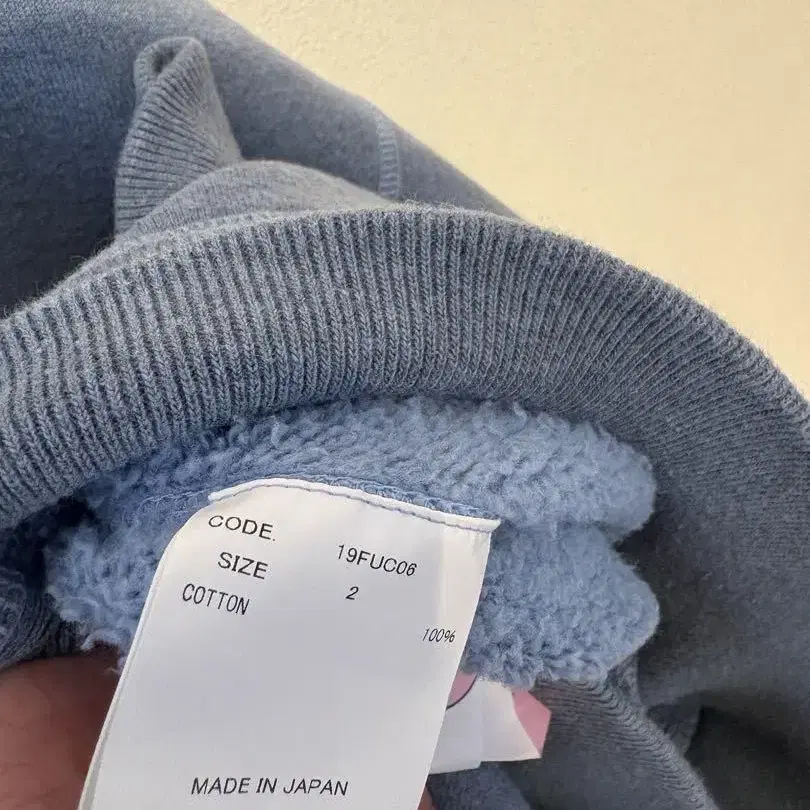 CODE. 19FUC06
SIZE 2
COTTON 100%
MADE IN JAPAN